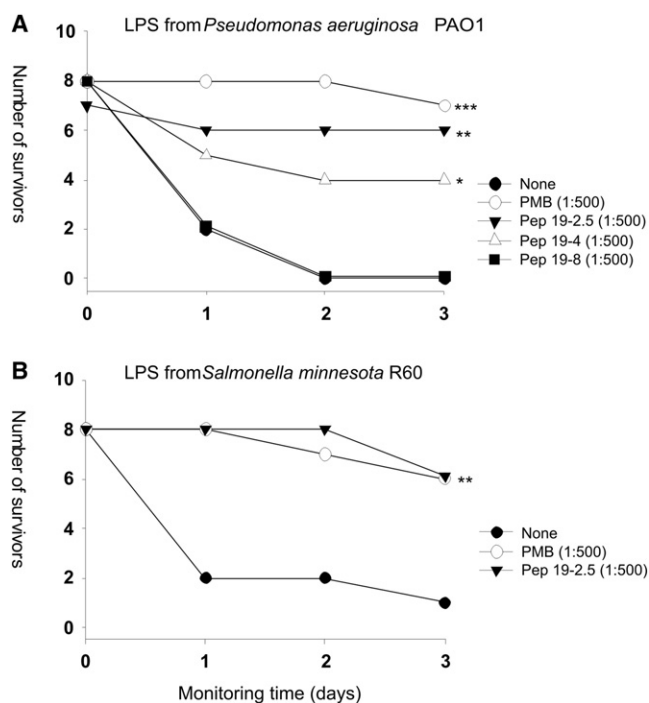 A
LPS from Pseudomonas aeruginosa PAO1
10
8
6
4
2
0
Number of survivors
***
**
*
None
PMB (1:500)
Pep 19-2.5 (1:500)
Pep 19-4 (1:500)
Pep 19-8 (1:500)
0 1 2 3
B
LPS from Salmonella minnesota R60
10
8
6
4
2
0
Number of survivors
**
None
PMB (1:500)
Pep 19-2.5 (1:500)
0 1 2 3
Monitoring time (days)